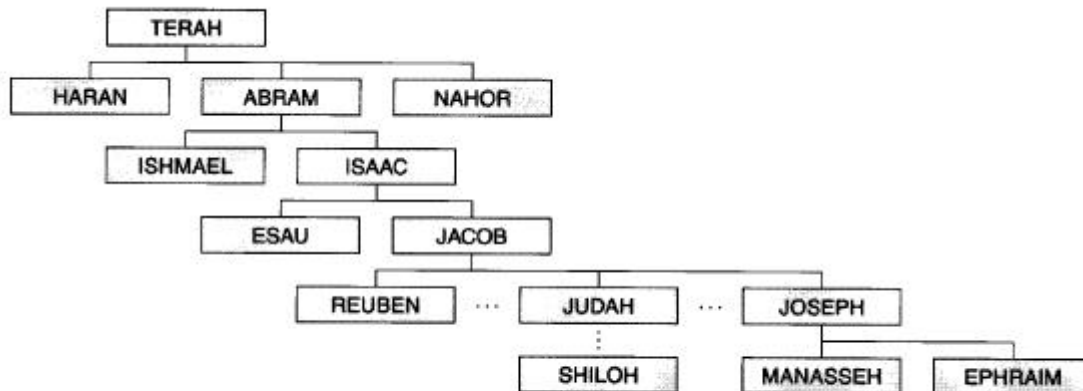 TERAH
HARAN ABRAM NAHOR
ISHMAEL ISAAC
ESAU JACOB
REUBEN ... JUDAH ... JOSEPH
SHILOH MANASSEH EPHRAIM